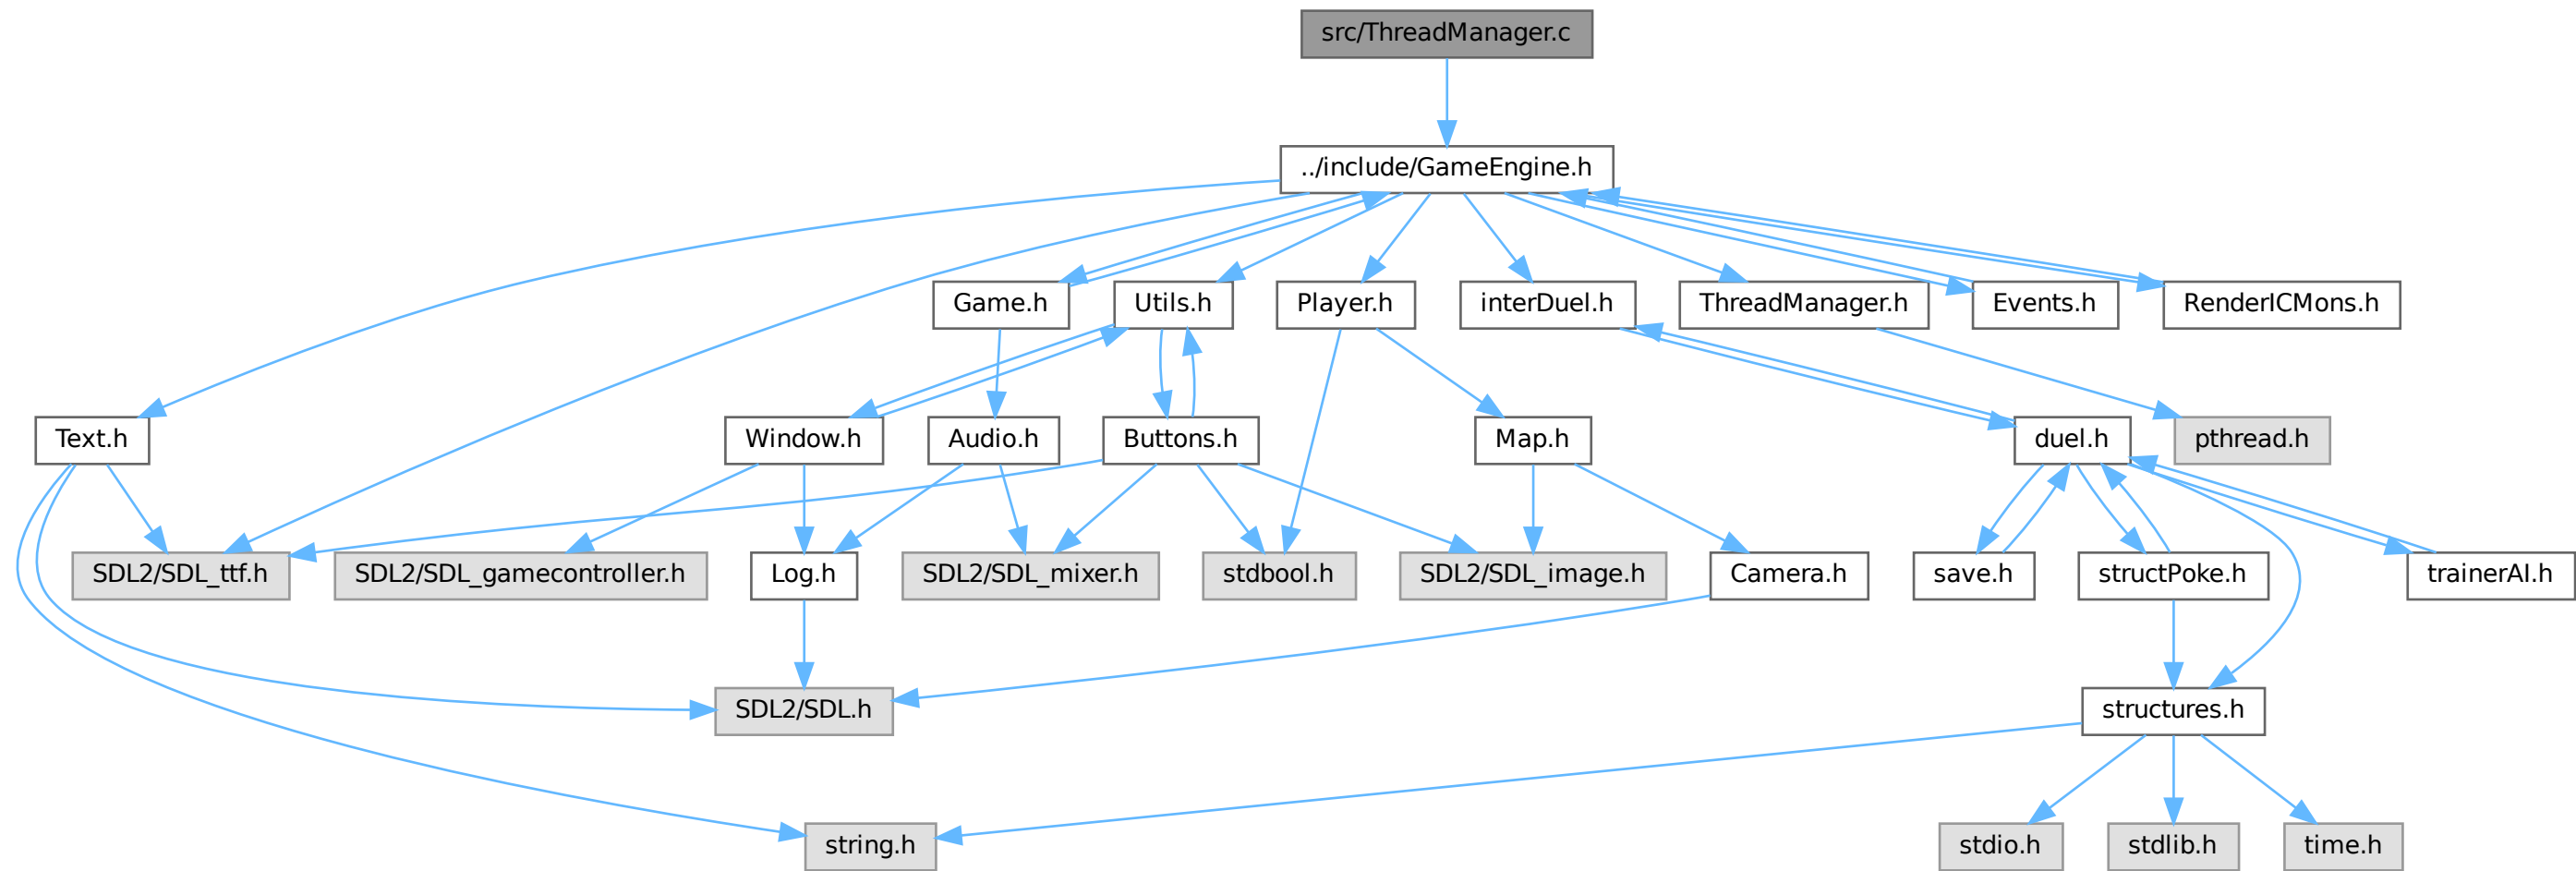 src/ThreadManager.c
../include/GameEngine.h
Game.h
Utils.h
Player.h
interDuel.h
ThreadManager.h
Events.h
RenderICMons.h
Text.h
Window.h
Audio.h
Buttons.h
Map.h
duel.h
pthread.h
SDL2/SDL_ttf.h
SDL2/SDL_gamecontroller.h
Log.h
SDL2/SDL_mixer.h
stdbool.h
SDL2/SDL_image.h
Camera.h
save.h
structPoke.h
trainerAI.h
SDL2/SDL.h
structures.h
string.h
stdio.h
stdlib.h
time.h